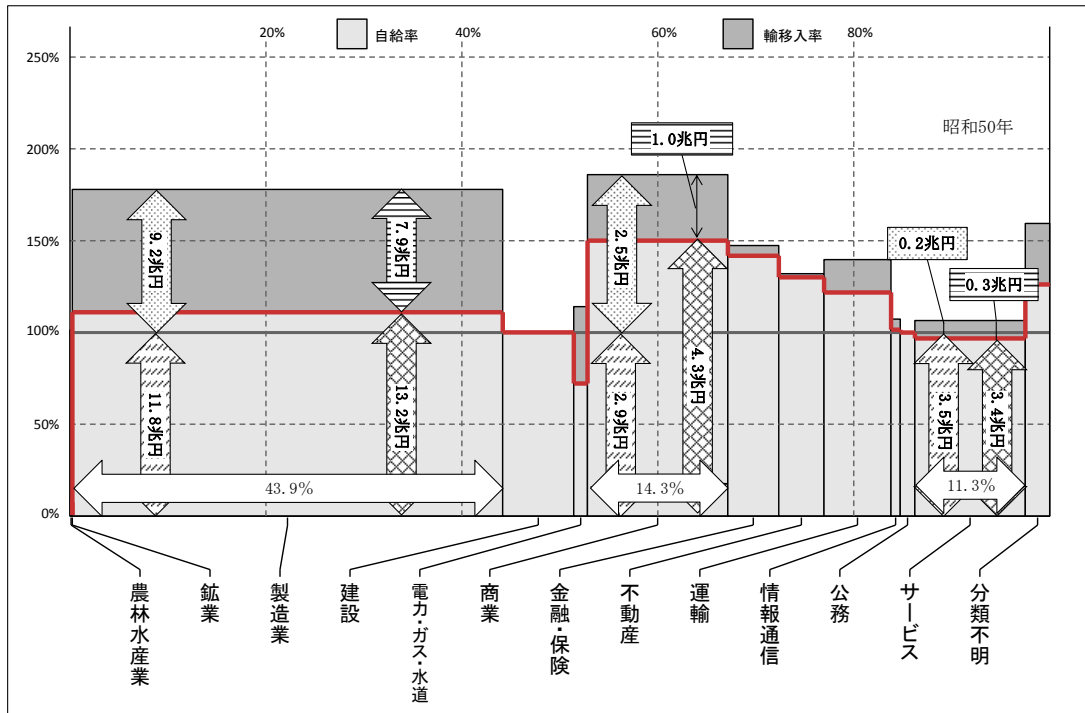 20%
40%
60%
80%
自給率
輸移入率
250%
200%
150%
100%
50%
0%
昭和50年
1.0兆円
9.2兆円
7.9兆円
2.5兆円
0.2兆円
0.3兆円
11.8兆円
13.2兆円
2.9兆円
4.3兆円
3.5兆円
3.4兆円
43.9%
14.3%
11.3%
農林水産業
鉱業
製造業
建設
電力・ガス・水道
商業
金融・保険
不動産
運輸
情報通信
公務
サービス
分類不明